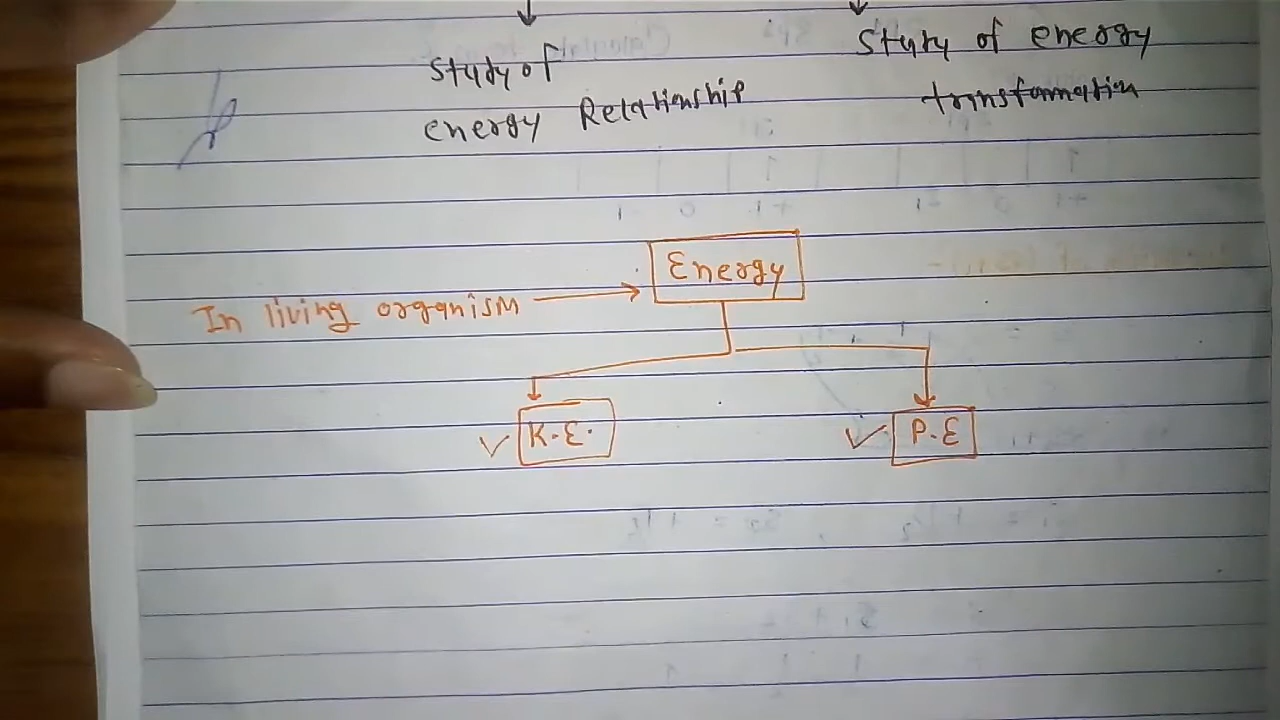 Study of
energy Relationship
Study of energy
transformation
Energy
In living organism
K.E.
P.E